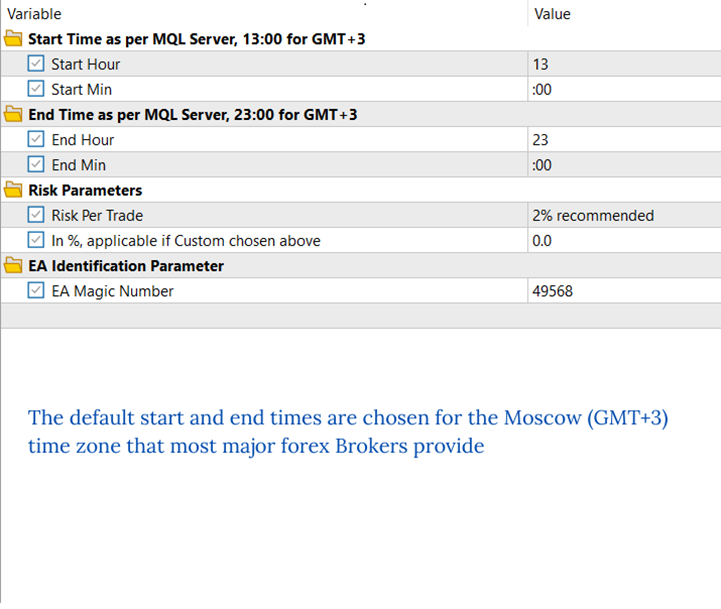 Variable Value
Start Time as per MQL Server, 13:00 for GMT+3
Start Hour 13
Start Min :00
End Time as per MQL Server, 23:00 for GMT+3
End Hour 23
End Min :00
Risk Parameters
Risk Per Trade 2% recommended
In %, applicable if Custom chosen above 0.0
EA Identification Parameter
EA Magic Number 49568
The default start and end times are chosen for the Moscow (GMT+3)
time zone that most major forex Brokers provide